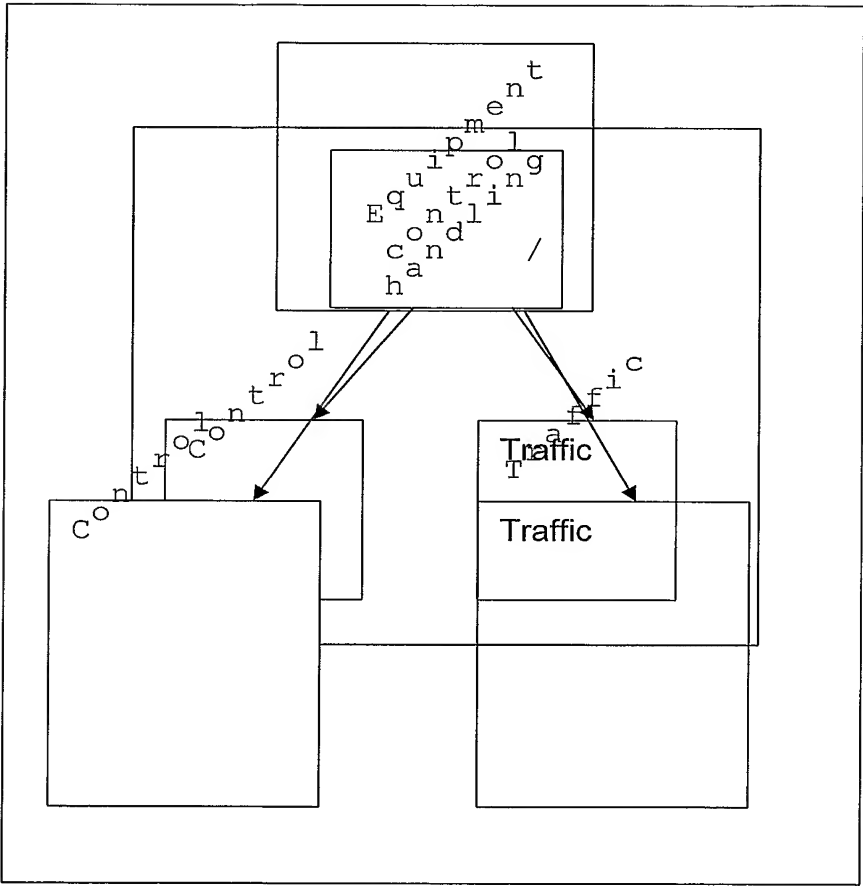 Equipment
control
handling /
Control
Control
Traffic
Traffic
Traffic